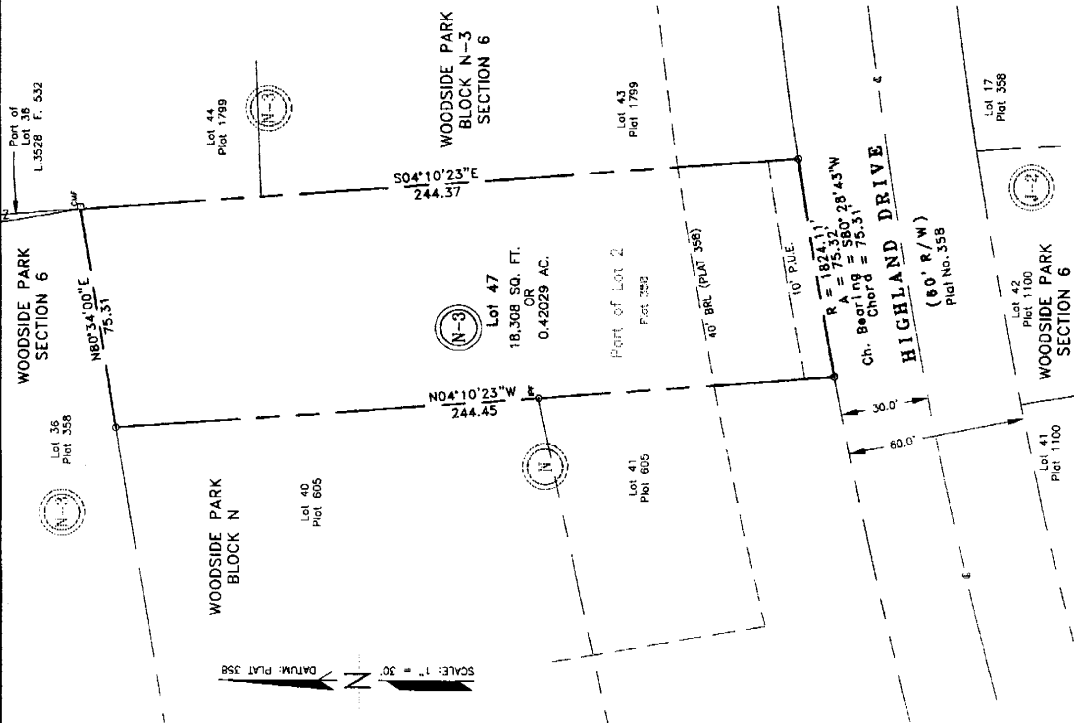 Part of
Lot 36
L.3528 F. 532
WOODSIDE PARK
SECTION 6
Lot 44
Plat 1799
N-3
WOODSIDE PARK
BLOCK N-3
SECTION 6
Lot 43
Plat 1799
Lot 17
Plat 358
J-2
N80°34'00"E
75.31
S04°10'23"E
244.37
N-3
Lot 47
18,308 SQ. FT.
OR
0.42029 AC.
Part of Lot 2
Plat 358
40' BRL (PLAT 358)
10' P.U.E.
R = 1824.11'
A = 75.32'
Ch. Bearing = S80°28'43"W
Chord = 75.31'
HIGHLAND DRIVE
(60' R/W)
Plat No.358
Lot 42
Plat 1100
WOODSIDE PARK
SECTION 6
Lot 36
Plat 358
N-3
N04°10'23"W
244.45
30.0'
60.0'
WOODSIDE PARK
BLOCK N
Lot 40
Plat 605
N
Lot 41
Plat 605
Lot 41
Plat 1100
DATUM: PLAT 358
N
SCALE: 1" = 30'